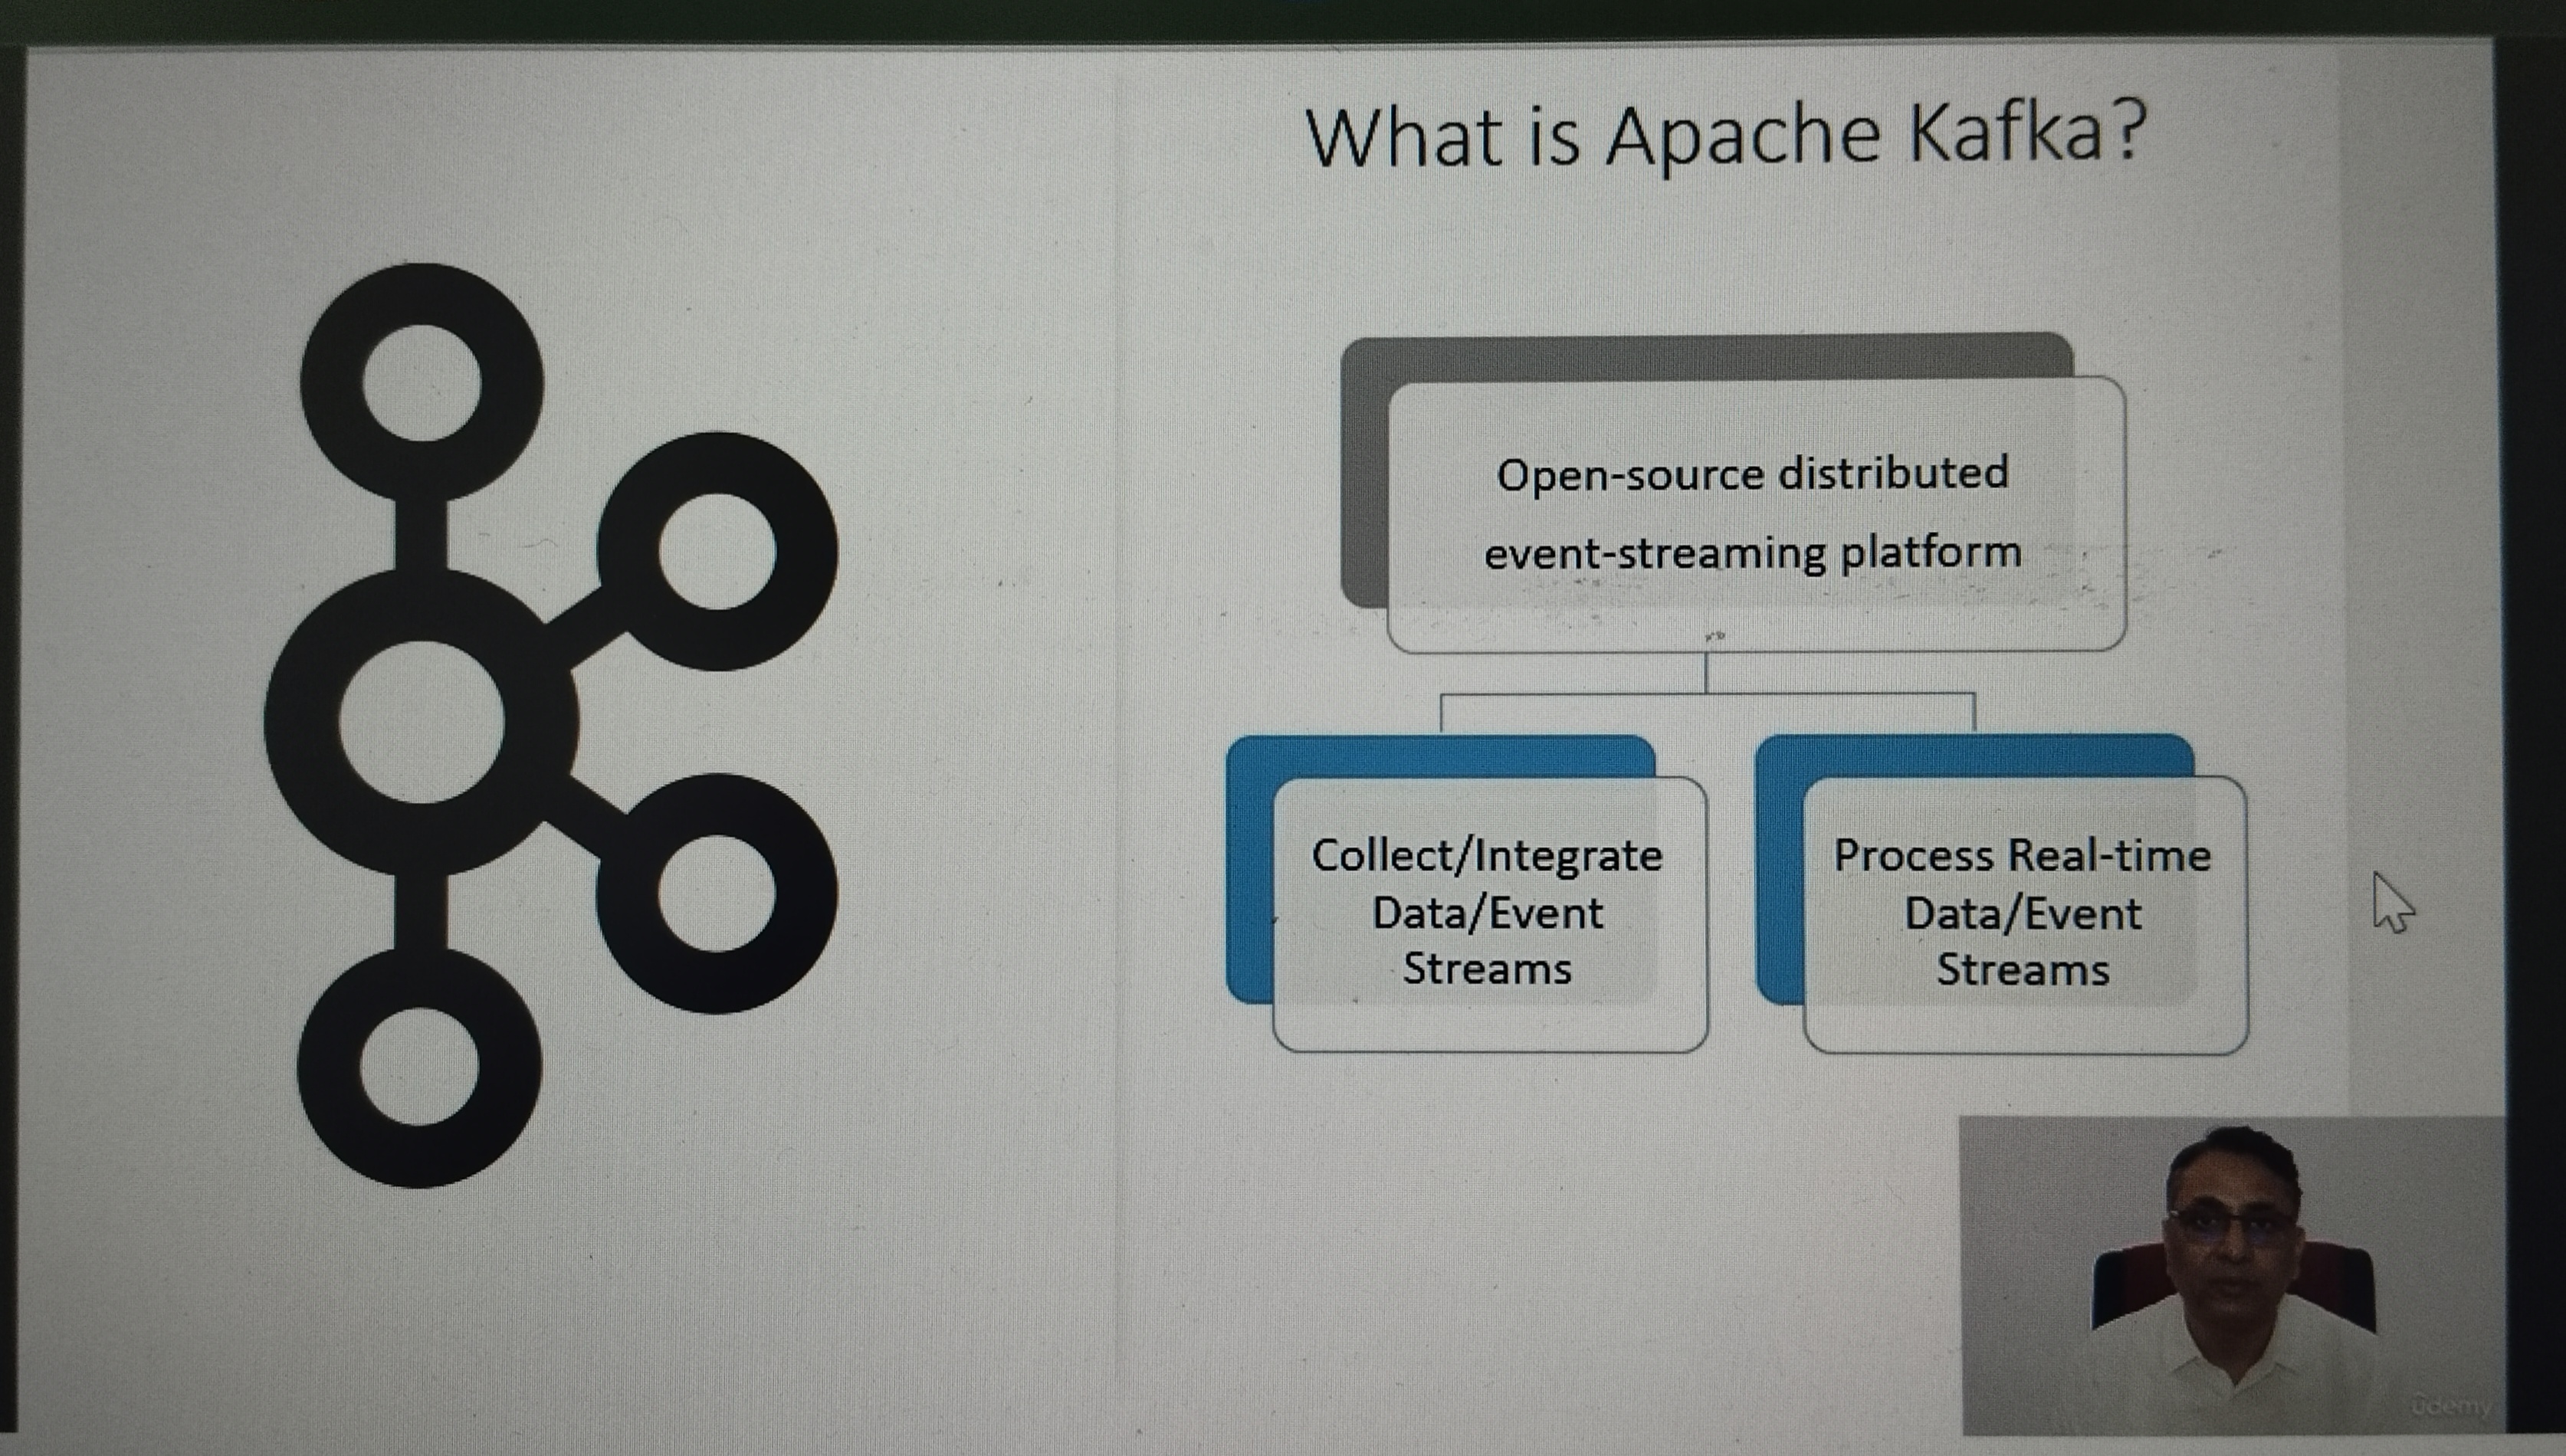 What is Apache Kafka?
Open-source distributed
event-streaming platform
Collect/Integrate
Data/Event
Streams
Process Real-time
Data/Event
Streams
ûdemy